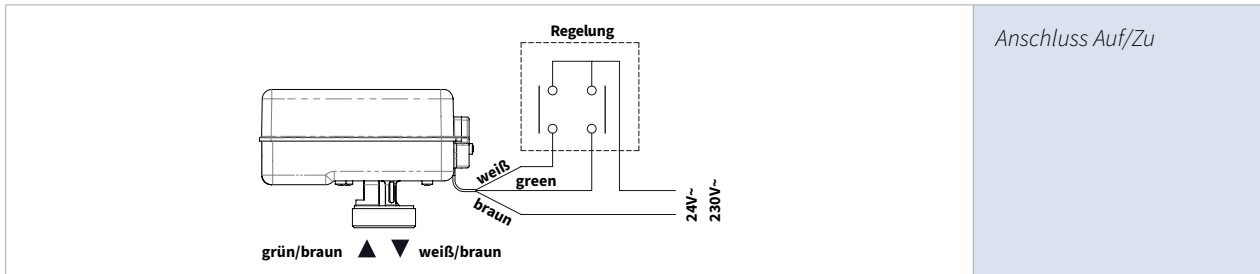 Regelung
Anschluss Auf/Zu
weiß
green
braun
24V~
230V~
grün/braun ▲ ▼ weiß/braun